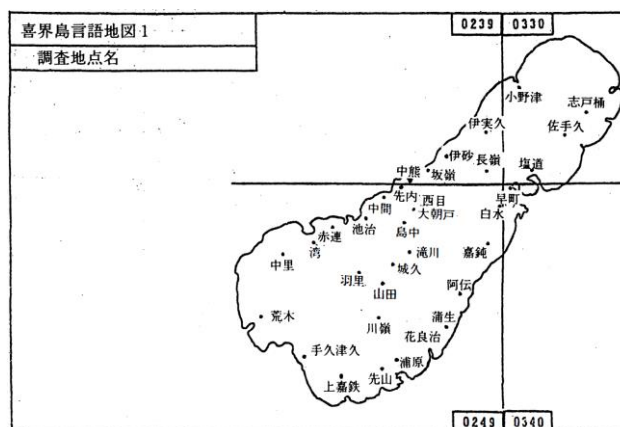 喜界島言語地図1
調査地点名
0239 0330
小野津
志戸桶
伊実久
佐手久
伊砂
長嶺
塩道
坂嶺
中熊
先内
早町
中間
西目
大朝戸
白水
池治
島中
赤連
湾
滝川
嘉鈍
中里
城久
羽里
山田
阿伝
荒木
川嶺
蒲生
花良治
手久津久
浦原
先山
上嘉鉄
0249 0340